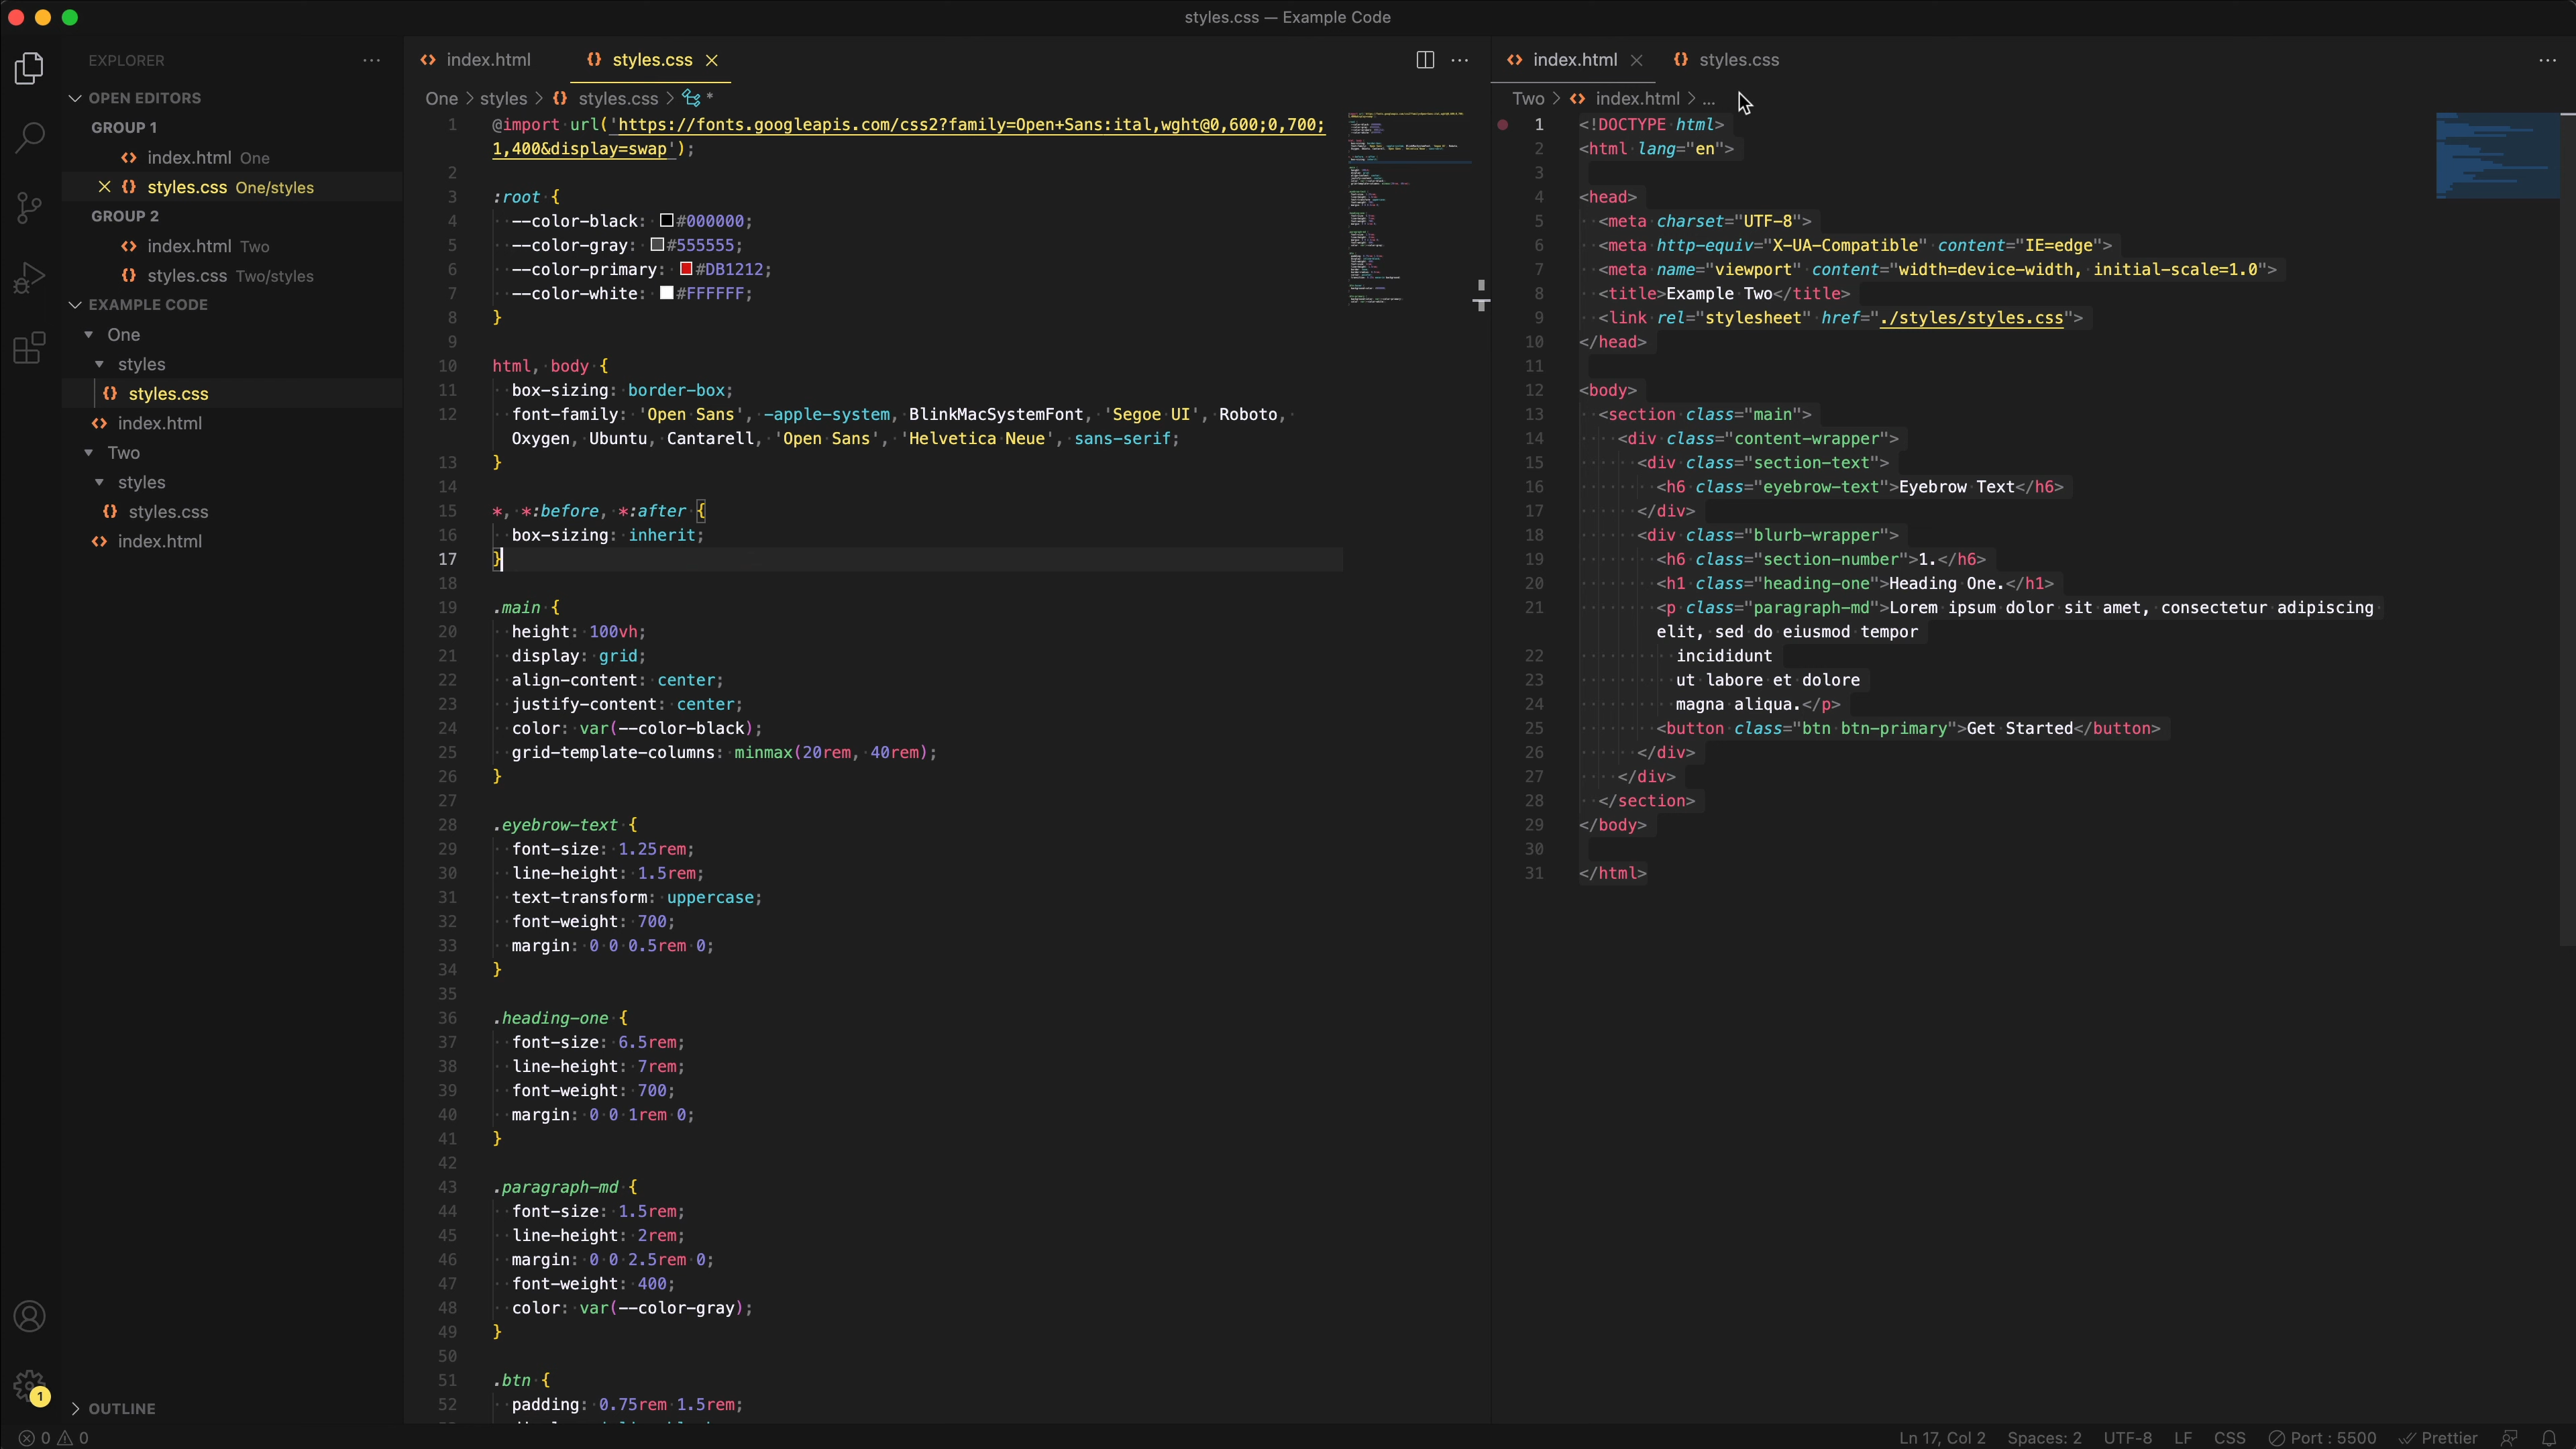 styles.css — Example Code
EXPLORER
OPEN EDITORS
GROUP 1
index.html One
styles.css One/styles
GROUP 2
index.html Two
styles.css Two/styles
EXAMPLE CODE
One
styles
styles.css
index.html
Two
styles
styles.css
index.html
OUTLINE
index.html
styles.css
One > styles > {} styles.css > *
1 @import url('https://fonts.googleapis.com/css2?family=Open+Sans:ital,wght@0,600;0,700;
1,400&display=swap');
2
3 :root {
4 --color-black: #000000;
5 --color-gray: #555555;
6 --color-primary: #DB1212;
7 --color-white: #FFFFFF;
8 }
9
10 html, body {
11 box-sizing: border-box;
12 font-family: 'Open Sans', -apple-system, BlinkMacSystemFont, 'Segoe UI', Roboto,
Oxygen, Ubuntu, Cantarell, 'Open Sans', 'Helvetica Neue', sans-serif;
13 }
14
15 *, *:before, *:after {
16 box-sizing: inherit;
17 }
18
19 .main {
20 height: 100vh;
21 display: grid;
22 align-content: center;
23 justify-content: center;
24 color: var(--color-black);
25 grid-template-columns: minmax(20rem, 40rem);
26 }
27
28 .eyebrow-text {
29 font-size: 1.25rem;
30 line-height: 1.5rem;
31 text-transform: uppercase;
32 font-weight: 700;
33 margin: 0 0 0.5rem 0;
34 }
35
36 .heading-one {
37 font-size: 6.5rem;
38 line-height: 7rem;
39 font-weight: 700;
40 margin: 0 0 1rem 0;
41 }
42
43 .paragraph-md {
44 font-size: 1.5rem;
45 line-height: 2rem;
46 margin: 0 0 2.5rem 0;
47 font-weight: 400;
48 color: var(--color-gray);
49 }
50
51 .btn {
52 padding: 0.75rem 1.5rem;
index.html
styles.css
Two > index.html > ...
1 <!DOCTYPE html>
2 <html lang="en">
3
4 <head>
5 <meta charset="UTF-8">
6 <meta http-equiv="X-UA-Compatible" content="IE=edge">
7 <meta name="viewport" content="width=device-width, initial-scale=1.0">
8 <title>Example Two</title>
9 <link rel="stylesheet" href="./styles/styles.css">
10 </head>
11
12 <body>
13 <section class="main">
14 <div class="content-wrapper">
15 <div class="section-text">
16 <h6 class="eyebrow-text">Eyebrow Text</h6>
17 </div>
18 <div class="blurb-wrapper">
19 <h6 class="section-number">1.</h6>
20 <h1 class="heading-one">Heading One.</h1>
21 <p class="paragraph-md">Lorem ipsum dolor sit amet, consectetur adipiscing
elit, sed do eiusmod tempor
22 incididunt
23 ut labore et dolore
24 magna aliqua.</p>
25 <button class="btn btn-primary">Get Started</button>
26 </div>
27 </div>
28 </section>
29 </body>
30
31 </html>
1
0 0
Ln 17, Col 2 Spaces: 2 UTF-8 LF CSS Port : 5500 Prettier